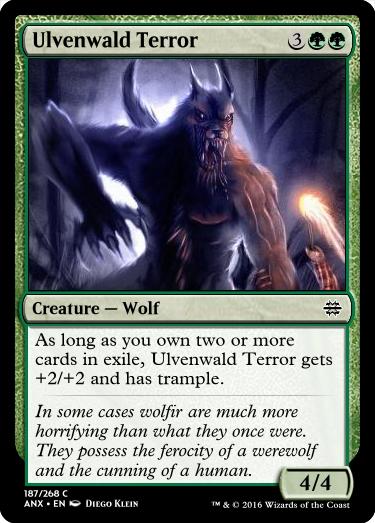 Ulvenwald Terror 3
Creature — Wolf
As long as you own two or more
cards in exile, Ulvenwald Terror gets
+2/+2 and has trample.
In some cases wolfir are much more
horrifying than what they once were.
They possess the ferocity of a werewolf
and the cunning of a human.
4/4
187/268 C
ANX • EN Diego Klein
™ & © 2016 Wizards of the Coast